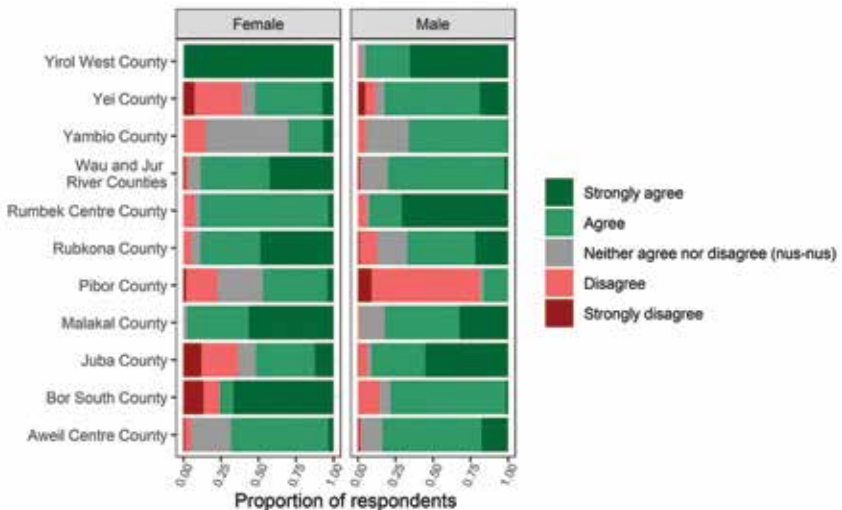 Female
Male
Yirol West County
Yei County
Yambio County
Wau and Jur
River Counties
Rumbek Centre County
Rubkona County
Pibor County
Malakal County
Juba County
Bor South County
Aweil Centre County
0.00 0.25 0.50 0.75 1.00
0.00 0.25 0.50 0.75 1.00
Proportion of respondents
Strongly agree
Agree
Neither agree nor disagree (nus-nus)
Disagree
Strongly disagree